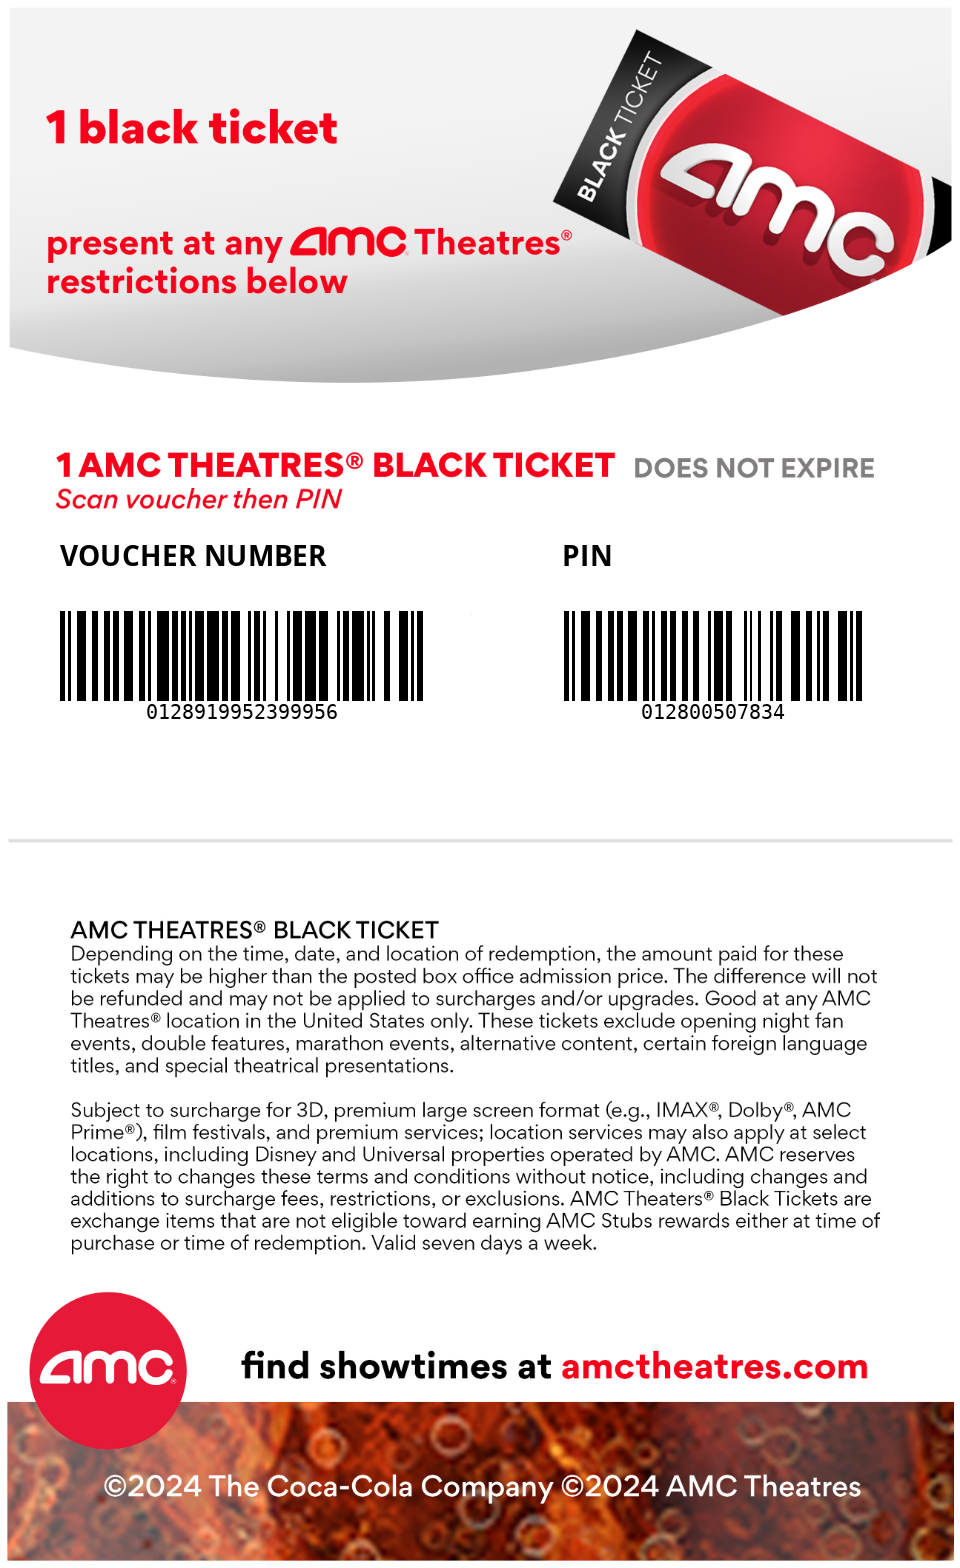 1 black ticket
BLACK TICKET
amc
present at any amc Theatres®
restrictions below
1 AMC THEATRES® BLACK TICKET DOES NOT EXPIRE
Scan voucher then PIN
VOUCHER NUMBER PIN
0128919952399956 012800507834
AMC THEATRES® BLACK TICKET
Depending on the time, date, and location of redemption, the amount paid for these
tickets may be higher than the posted box office admission price. The difference will not
be refunded and may not be applied to surcharges and/or upgrades. Good at any AMC
Theatres® location in the United States only. These tickets exclude opening night fan
events, double features, marathon events, alternative content, certain foreign language
titles, and special theatrical presentations.
Subject to surcharge for 3D, premium large screen format (e.g., IMAX®, Dolby®, AMC
Prime®), film festivals, and premium services; location services may also apply at select
locations, including Disney and Universal properties operated by AMC. AMC reserves
the right to changes these terms and conditions without notice, including changes and
additions to surcharge fees, restrictions, or exclusions. AMC Theaters® Black Tickets are
exchange items that are not eligible toward earning AMC Stubs rewards either at time of
purchase or time of redemption. Valid seven days a week.
amc®
find showtimes at amctheatres.com
©2024 The Coca-Cola Company ©2024 AMC Theatres